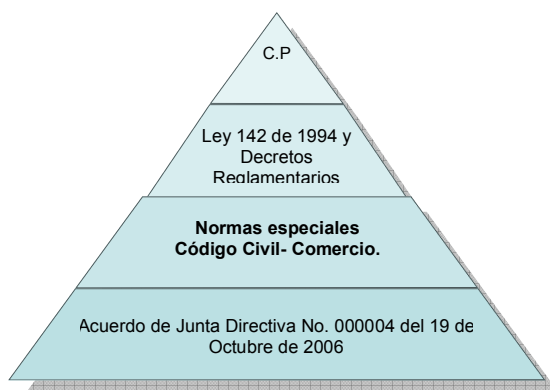 C.P
Ley 142 de 1994 y
Decretos
Reglamentarios
Normas especiales
Código Civil- Comercio.
Acuerdo de Junta Directiva No. 000004 del 19 de
Octubre de 2006